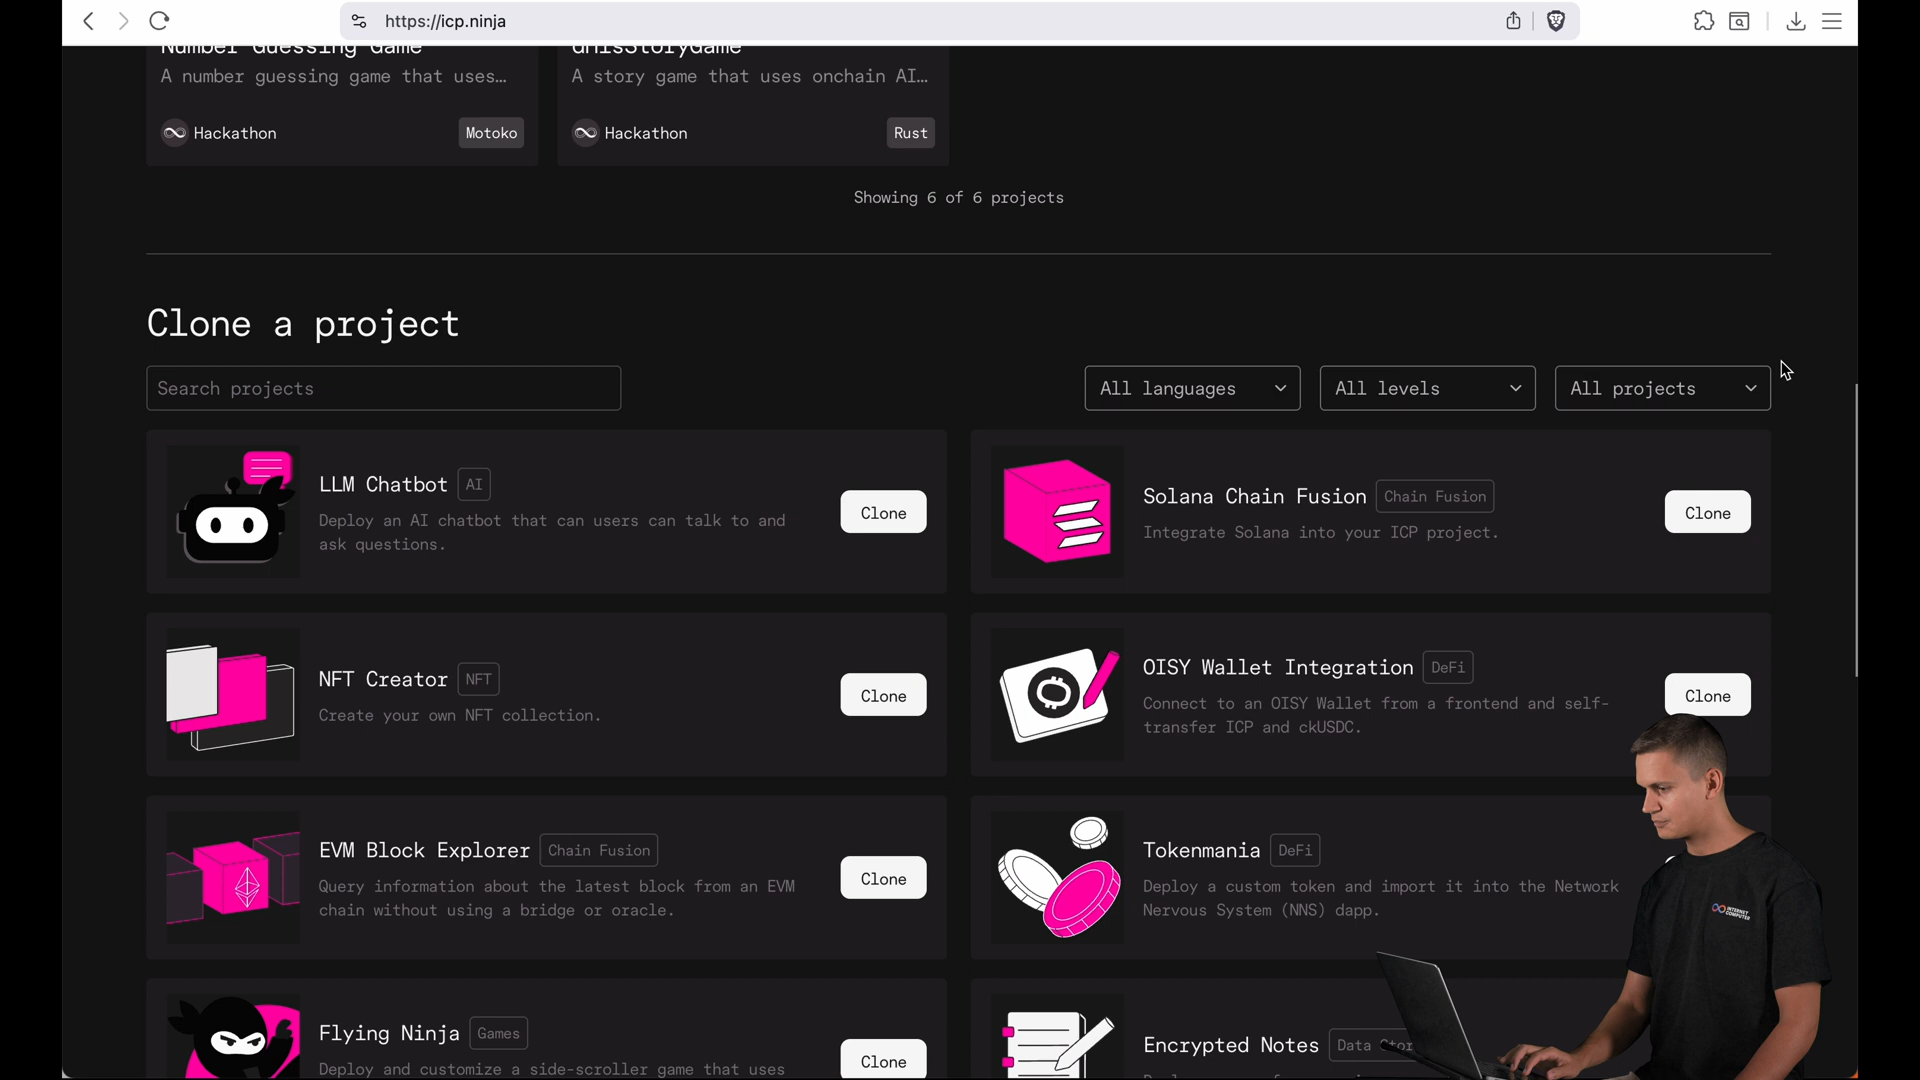 https://icp.ninja
Number Guessing Game
A number guessing game that uses…
Hackathon
Motoko
A story game that uses onchain AI…
Hackathon
Rust
Showing 6 of 6 projects
Clone a project
Search projects
All languages
All levels
All projects
LLM Chatbot
AI
Deploy an AI chatbot that can users can talk to and
ask questions.
Clone
Solana Chain Fusion
Chain Fusion
Integrate Solana into your ICP project.
Clone
NFT Creator
NFT
Create your own NFT collection.
Clone
OISY Wallet Integration
DeFi
Connect to an OISY Wallet from a frontend and self-
transfer ICP and ckUSDC.
Clone
EVM Block Explorer
Chain Fusion
Query information about the latest block from an EVM
chain without using a bridge or oracle.
Clone
Tokenmania
DeFi
Deploy a custom token and import it into the Network
Nervous System (NNS) dapp.
Flying Ninja
Games
Deploy and customize a side-scroller game that uses
Clone
Encrypted Notes
Data Stor
INTERNET
COMPUTER